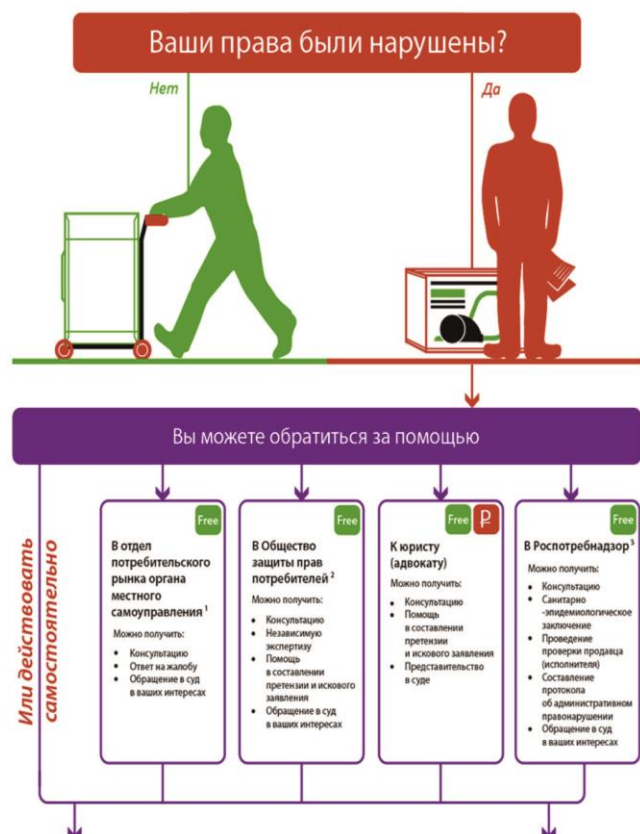 Ваши права были нарушены?
Нет
Да
Вы можете обратиться за помощью
Или действовать
самостоятельно
Free
В отдел
потребительского
рынка органа
местного
самоуправления 1
Можно получить:
• Консультацию
• Ответ на жалобу
• Обращение в суд
в ваших интересах
Free
В Общество
защиты прав
потребителей 2
Можно получить:
• Консультацию
• Независимую
экспертизу
• Помощь
в составлении
претензии и искового
заявления
• Обращение в суд
в ваших интересах
Free ₽
К юристу
(адвокату)
Можно получить:
• Консультацию
• Помощь
в составлении
претензии
и искового заявления
• Представительство
в суде
Free
В Роспотребнадзор 3
Можно получить:
• Консультацию
• Санитарно
-эпидемиологическое
заключение
• Проведение
проверки продавца
(исполнителя)
• Составление
протокола
об административном
правонарушении
• Обращение в суд
в ваших интересах